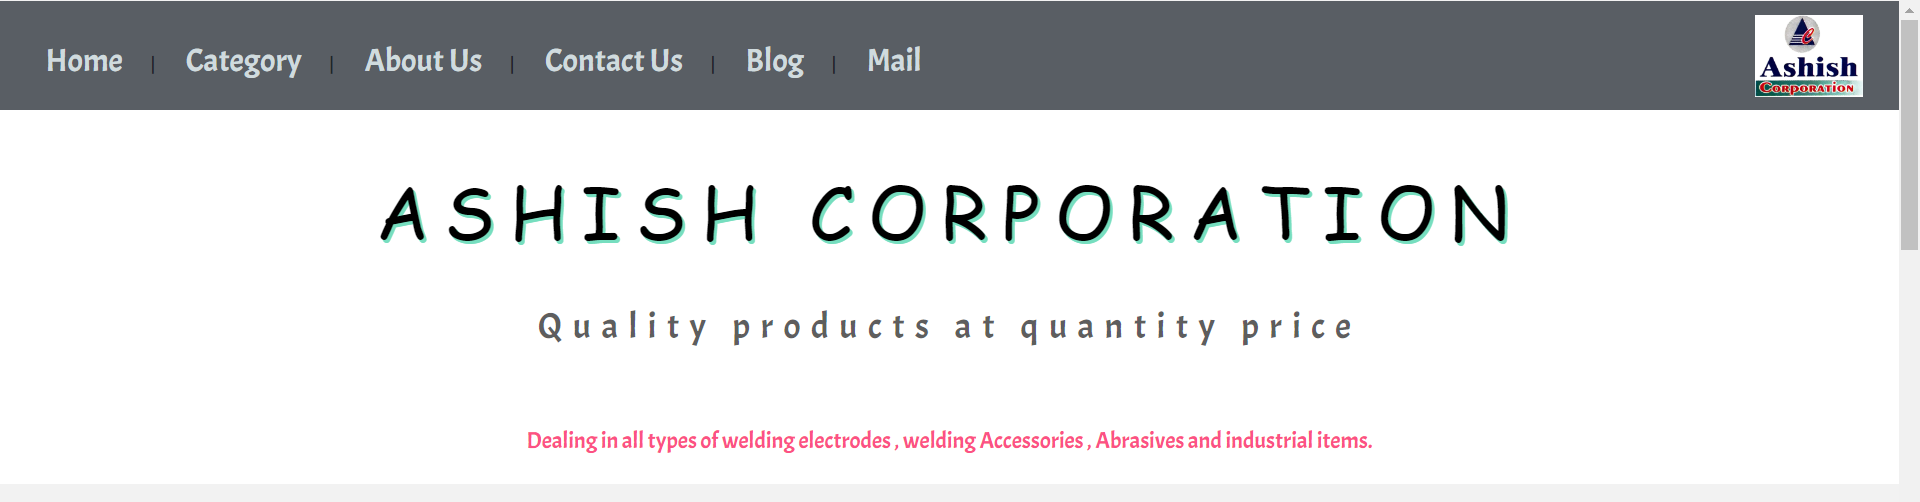 Home | Category | About Us | Contact Us | Blog | Mail
Ashish
CORPORATION
ASHISH CORPORATION
Quality products at quantity price
Dealing in all types of welding electrodes , welding Accessories , Abrasives and industrial items.